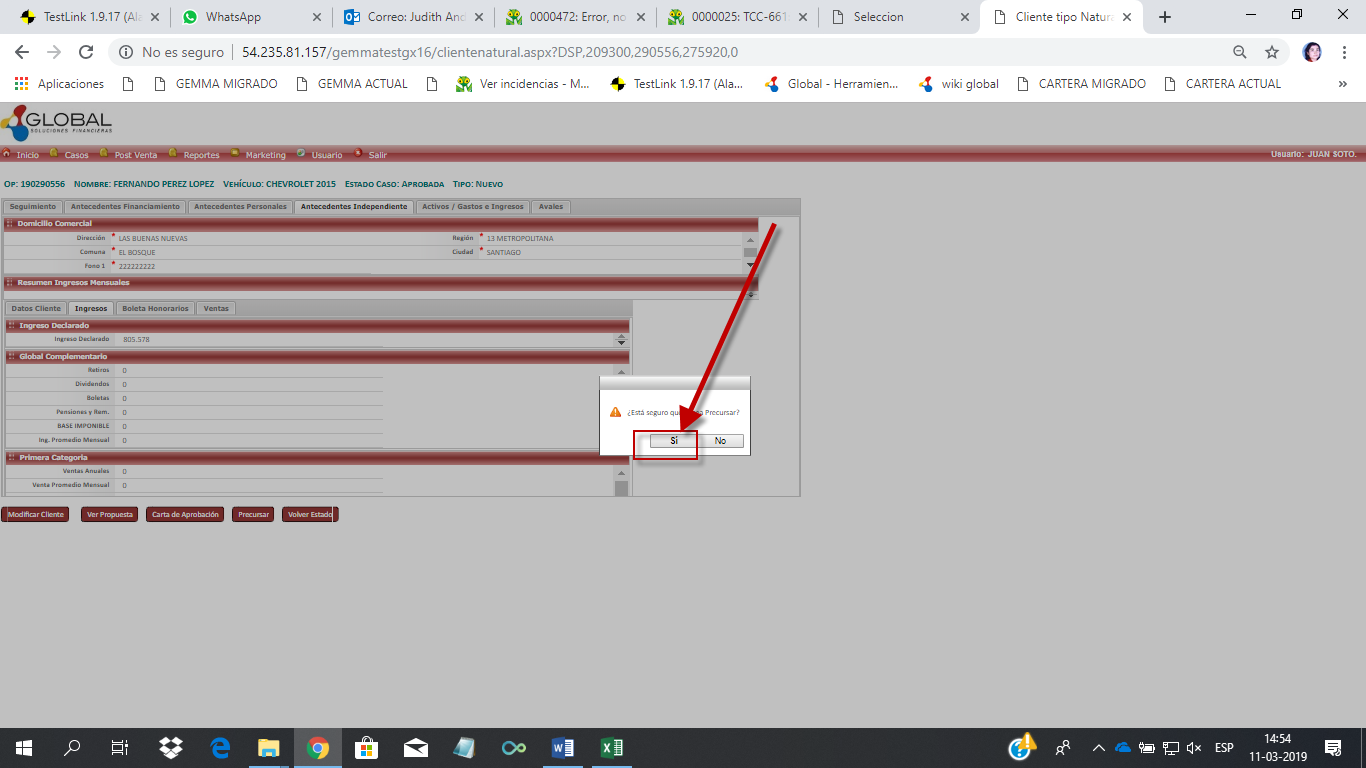 TestLink 1.9.17 (Ala
WhatsApp
Correo: Judith And
0000472: Error, no
0000025: TCC-661
Seleccion
Cliente tipo Natura
No es seguro | 54.235.81.157/gemmatestgx16/clientenatural.aspx?DSP,209300,290556,275920,0
Aplicaciones
GEMMA MIGRADO
GEMMA ACTUAL
Ver incidencias - M...
TestLink 1.9.17 (Ala...
Global - Herramien...
wiki global
CARTERA MIGRADO
CARTERA ACTUAL
»
GLOBAL
SOLUCIONES FINANCIERAS
Inicio Casos Post Venta Reportes Marketing Usuario Salir
Usuario: JUAN SOTO.
Op: 190290556 Nombre: FERNANDO PEREZ LOPEZ Vehículo: CHEVROLET 2015 Estado Caso: Aprobada Tipo: Nuevo
Seguimiento Antecedentes Financiamiento Antecedentes Personales Antecedentes Independiente Activos / Gastos e Ingresos Avales
Domicilio Comercial
Dirección * LAS BUENAS NUEVAS Región * 13 METROPOLITANA
Comuna * EL BOSQUE Ciudad * SANTIAGO
Fono 1 * 222222222
Resumen Ingresos Mensuales
Datos Cliente Ingresos Boleta Honorarios Ventas
Ingreso Declarado
Ingreso Declarado 805.578
Global Complementario
Retiros 0
Dividendos 0
Boletas 0
Pensiones y Rem. 0
BASE IMPONIBLE 0
Ing. Promedio Mensual 0
Primera Categoria
Ventas Anuales 0
Venta Promedio Mensual 0
¿Está seguro que Precursar?
Sí No
Modificar Cliente Ver Propuesta Carta de Aprobación Precursar Volver Estado
ESP
14:54
11-03-2019